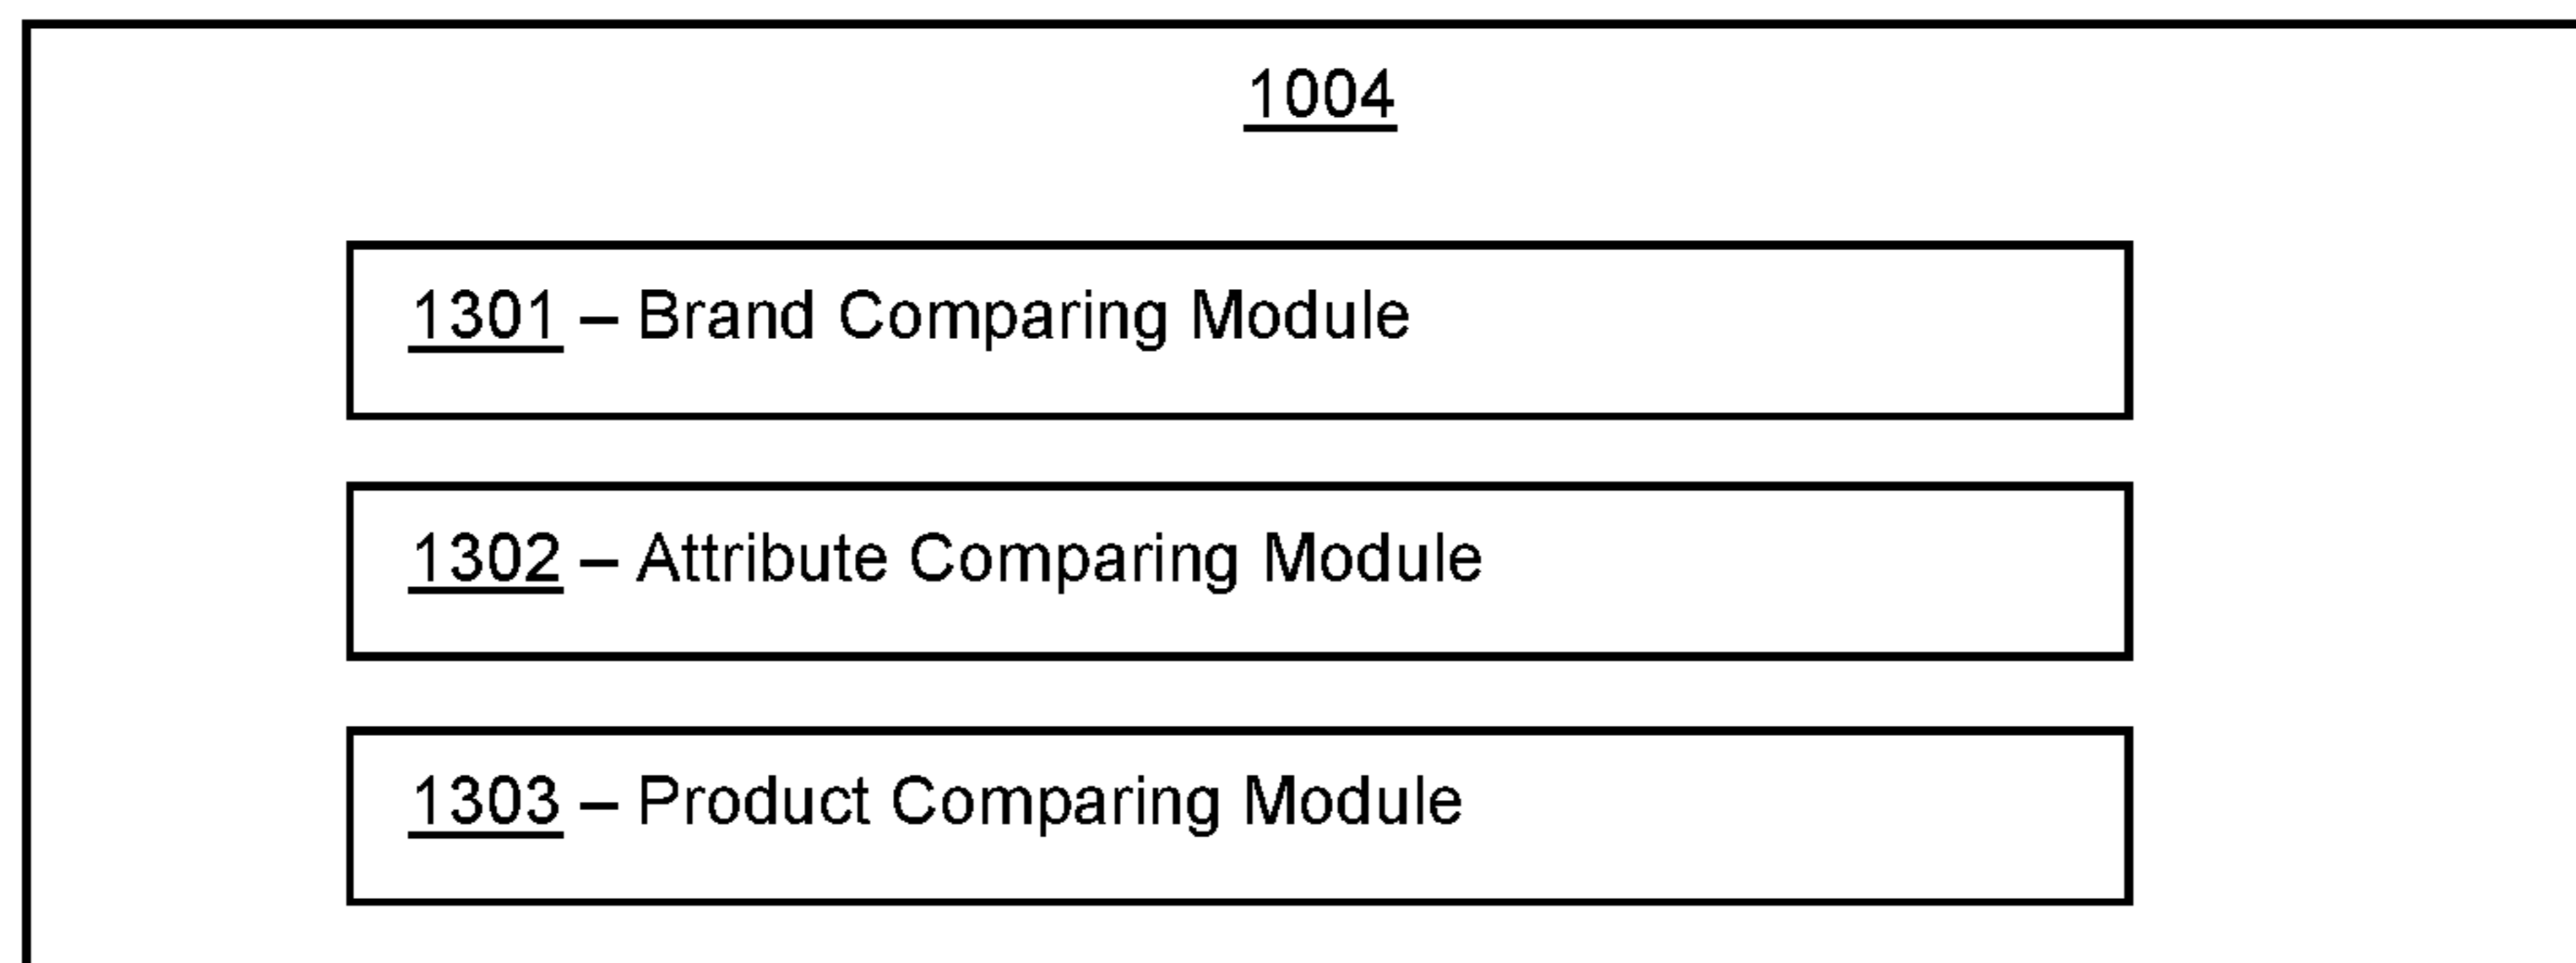 1004
1301 – Brand Comparing Module
1302 – Attribute Comparing Module
1303 – Product Comparing Module